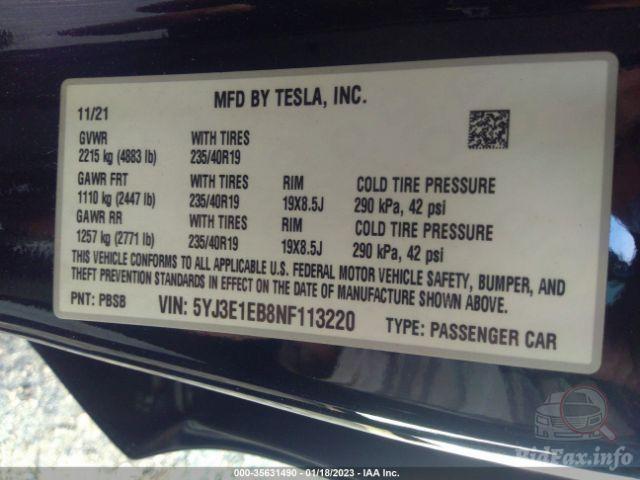 MFD BY TESLA, INC.
11/21
GVWR WITH TIRES
2215 kg (4883 lb) 235/40R19
GAWR FRT WITH TIRES RIM COLD TIRE PRESSURE
1110 kg (2447 lb) 235/40R19 19X8.5J 290 kPa, 42 psi
GAWR RR WITH TIRES RIM COLD TIRE PRESSURE
1257 kg (2771 lb) 235/40R19 19X8.5J 290 kPa, 42 psi
THIS VEHICLE CONFORMS TO ALL APPLICABLE U.S. FEDERAL MOTOR VEHICLE SAFETY, BUMPER, AND
THEFT PREVENTION STANDARDS IN EFFECT ON THE DATE OF MANUFACTURE SHOWN ABOVE.
PNT: PBSB VIN: 5YJ3E1EB8NF113220 TYPE: PASSENGER CAR
BidFax.info
000-35631490 - 01/18/2023 - IAA Inc.